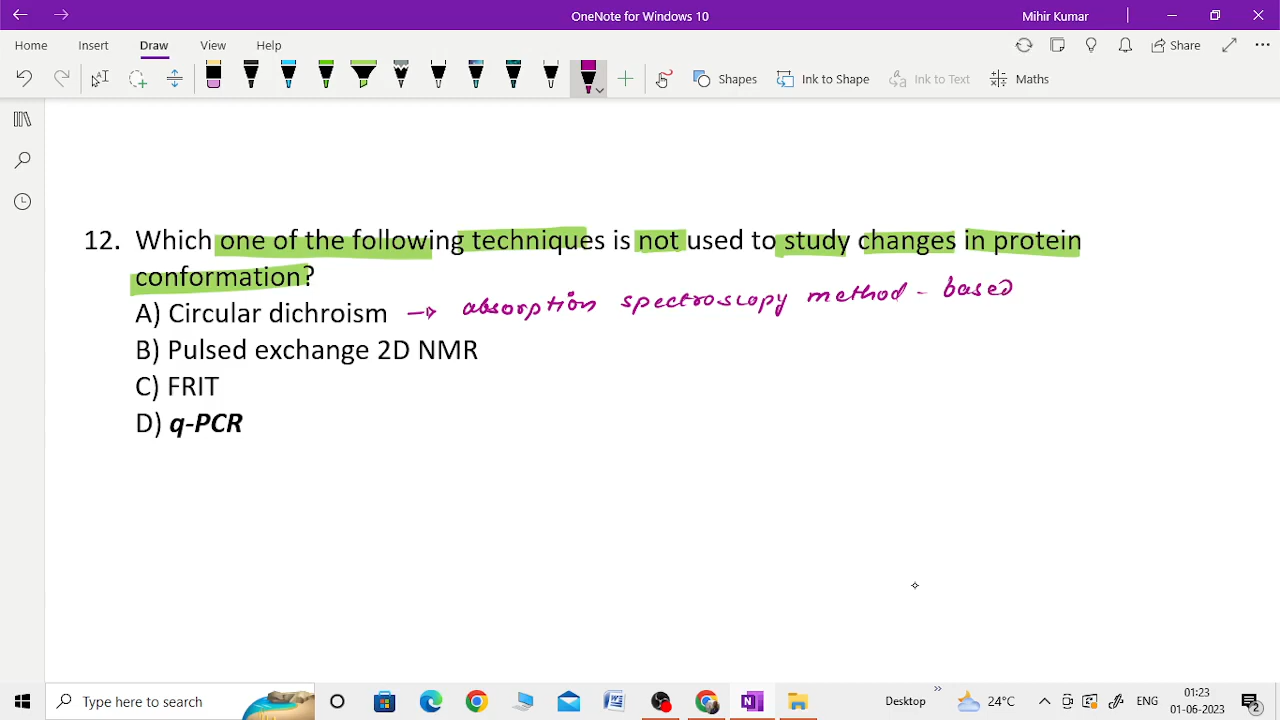 OneNote for Windows 10
Mihir Kumar
Home Insert Draw View Help
Share
Shapes
Ink to Shape
Ink to Text
Maths
12. Which one of the following techniques is not used to study changes in protein
conformation?
A) Circular dichroism → absorption spectroscopy method - based
B) Pulsed exchange 2D NMR
C) FRIT
D) q-PCR
Type here to search
Desktop
24°C
ENG
01:23
01-06-2023
2